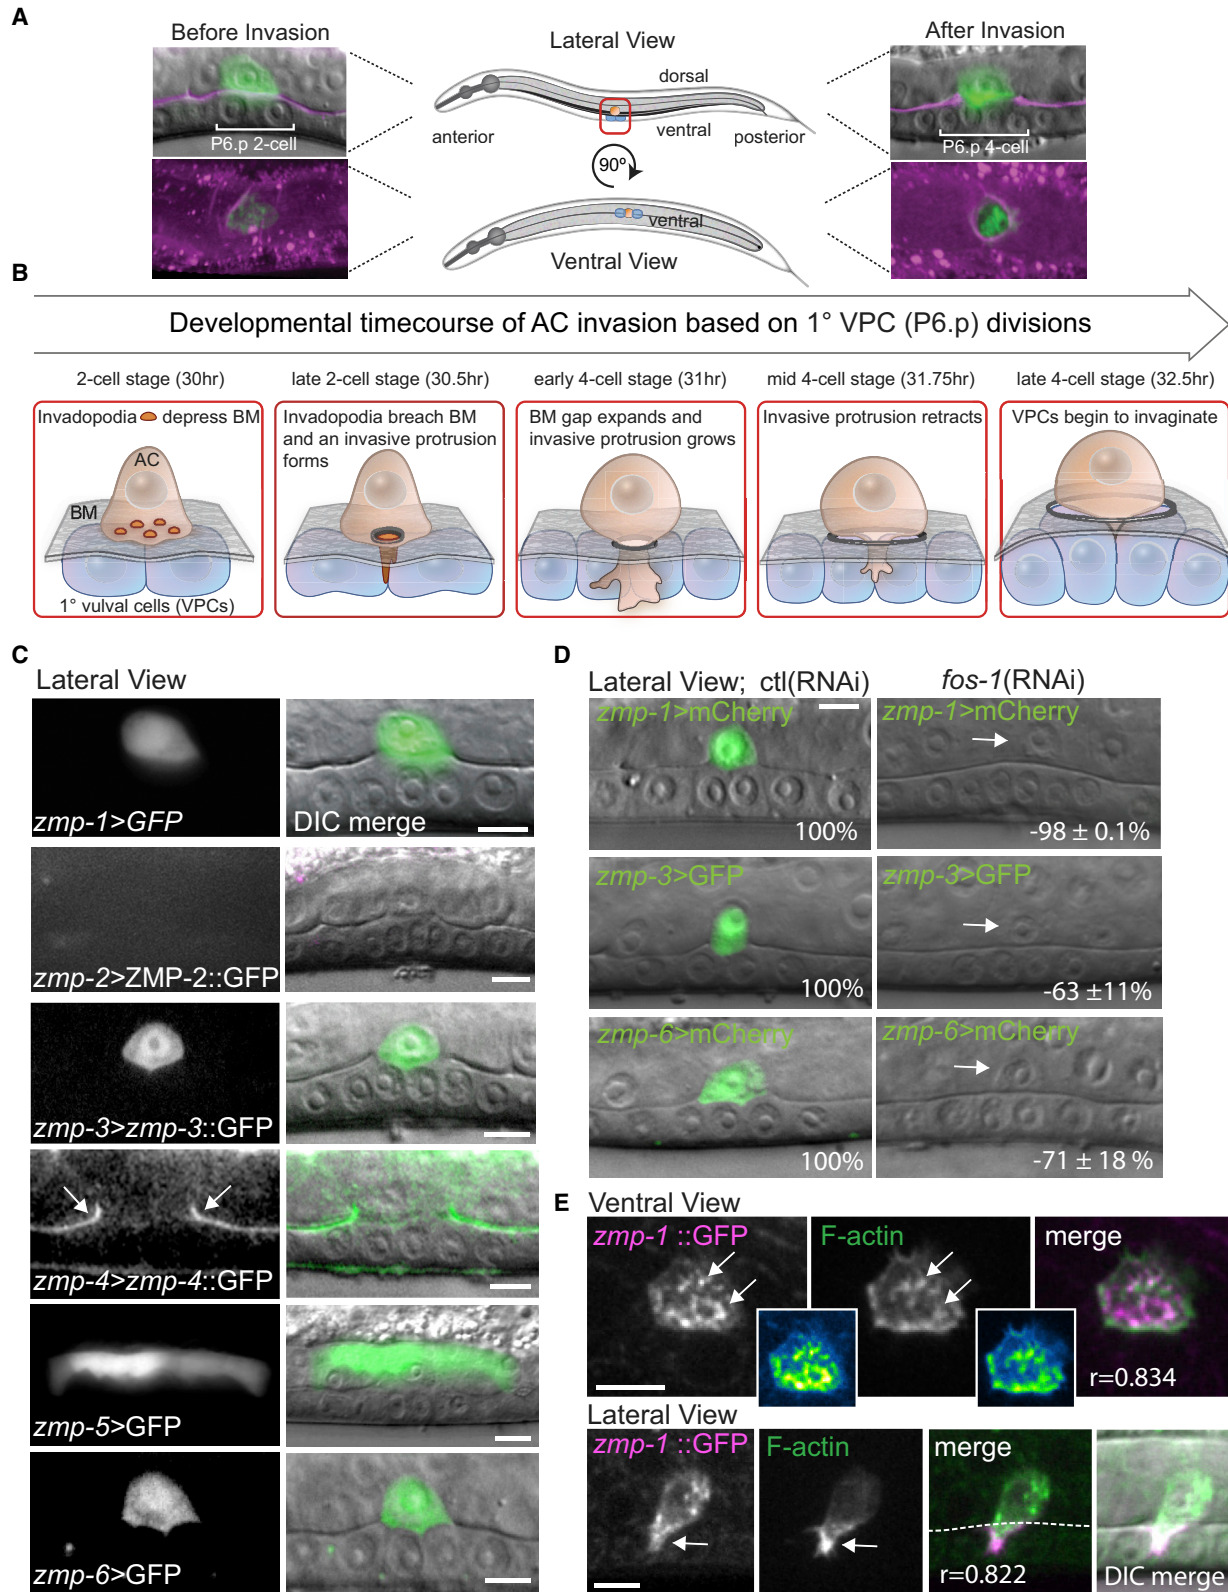 A
Before Invasion
Lateral View
After Invasion
dorsal
anterior
ventral
posterior
P6.p 2-cell
P6.p 4-cell
90º
ventral
Ventral View
B
Developmental timecourse of AC invasion based on 1° VPC (P6.p) divisions
2-cell stage (30hr)
late 2-cell stage (30.5hr)
early 4-cell stage (31hr)
mid 4-cell stage (31.75hr)
late 4-cell stage (32.5hr)
Invadopodia depress BM
AC
BM
1° vulval cells (VPCs)
Invadopodia breach BM
and an invasive protrusion
forms
BM gap expands and
invasive protrusion grows
Invasive protrusion retracts
VPCs begin to invaginate
C
Lateral View
zmp-1>GFP
DIC merge
zmp-2>ZMP-2::GFP
zmp-3>zmp-3::GFP
zmp-4>zmp-4::GFP
zmp-5>GFP
zmp-6>GFP
D
Lateral View; ctl(RNAi)
fos-1(RNAi)
zmp-1>mCherry
100%
zmp-1>mCherry
-98 ± 0.1%
zmp-3>GFP
100%
zmp-3>GFP
-63 ±11%
zmp-6>mCherry
100%
zmp-6>mCherry
-71 ± 18 %
E
Ventral View
zmp-1 ::GFP
F-actin
merge
r=0.834
Lateral View
zmp-1 ::GFP
F-actin
merge
r=0.822
DIC merge